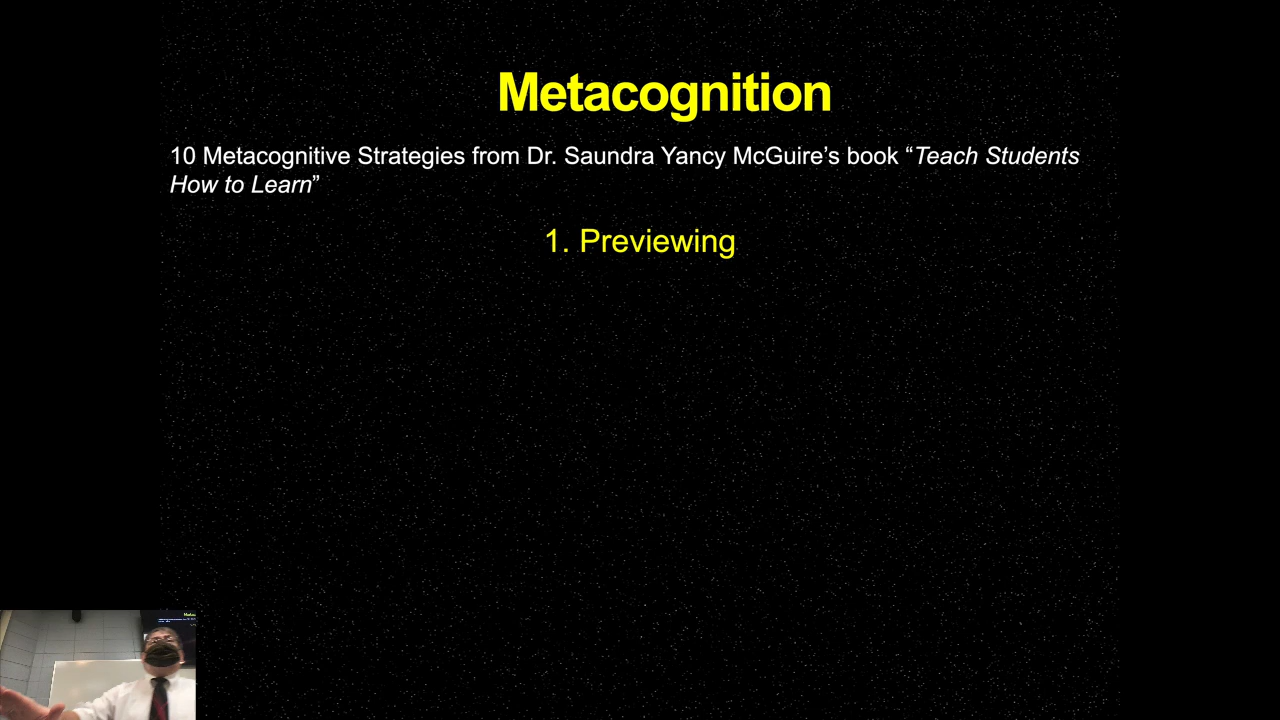 Metacognition
10 Metacognitive Strategies from Dr. Saundra Yancy McGuire’s book “Teach Students
How to Learn”
1. Previewing